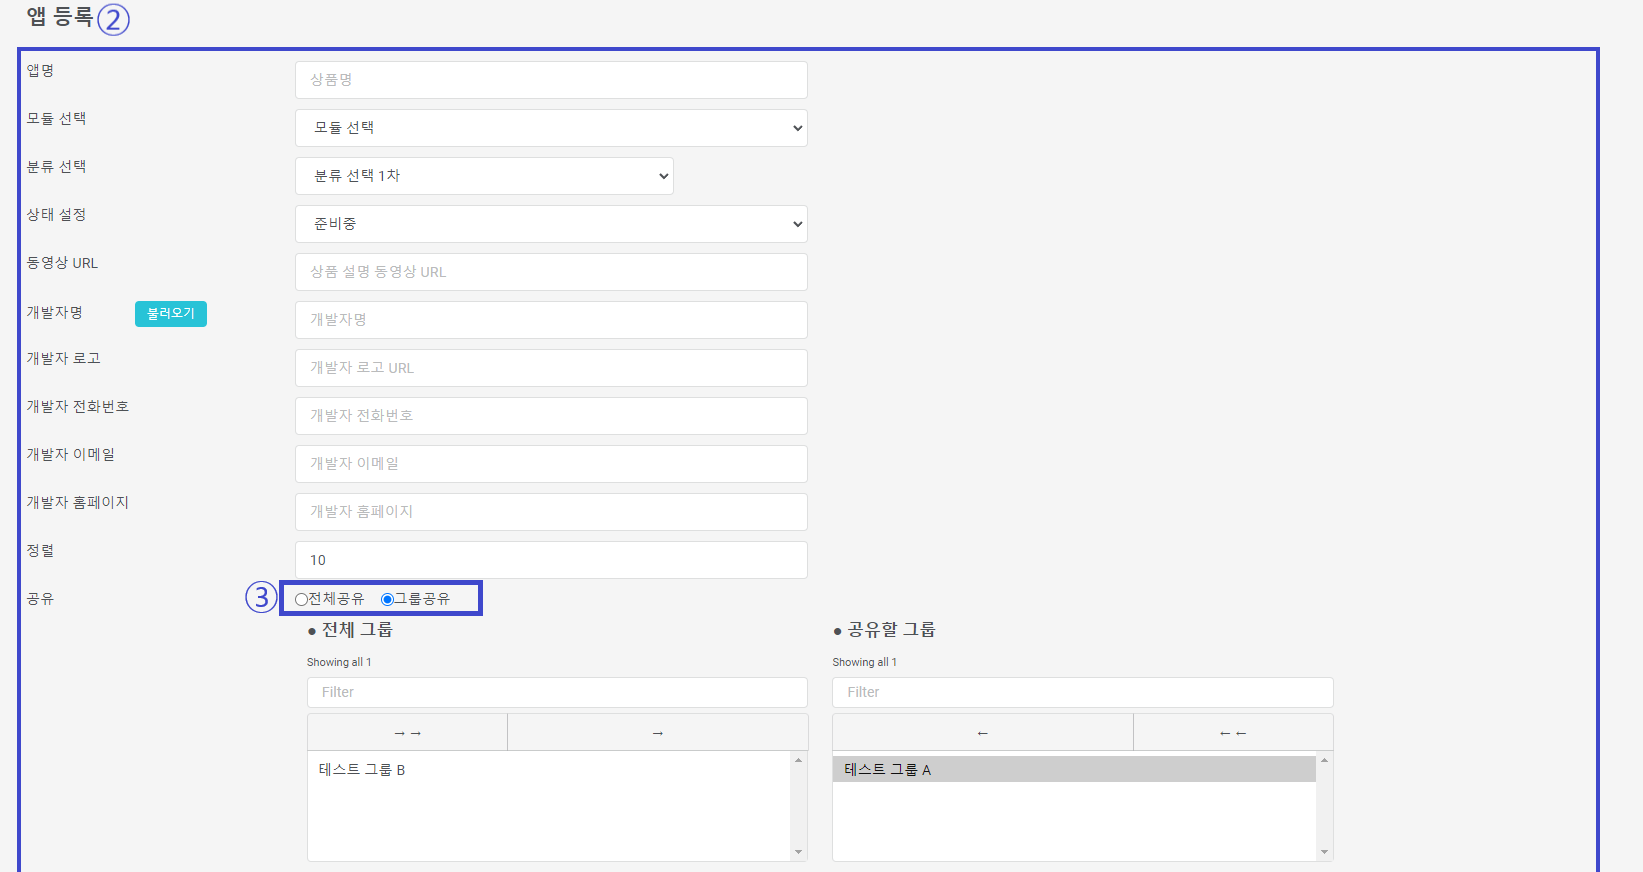 앱 등록②
앱명
상품명
모듈 선택
모듈 선택
분류 선택
분류 선택 1차
상태 설정
준비중
동영상 URL
상품 설명 동영상 URL
개발자명 불러오기
개발자명
개발자 로고
개발자 로고 URL
개발자 전화번호
개발자 전화번호
개발자 이메일
개발자 이메일
개발자 홈페이지
개발자 홈페이지
정렬
10
공유
③ 전체공유 그룹공유
● 전체 그룹
Showing all 1
Filter
→→ →
테스트 그룹 B
● 공유할 그룹
Showing all 1
Filter
← ←←
테스트 그룹 A